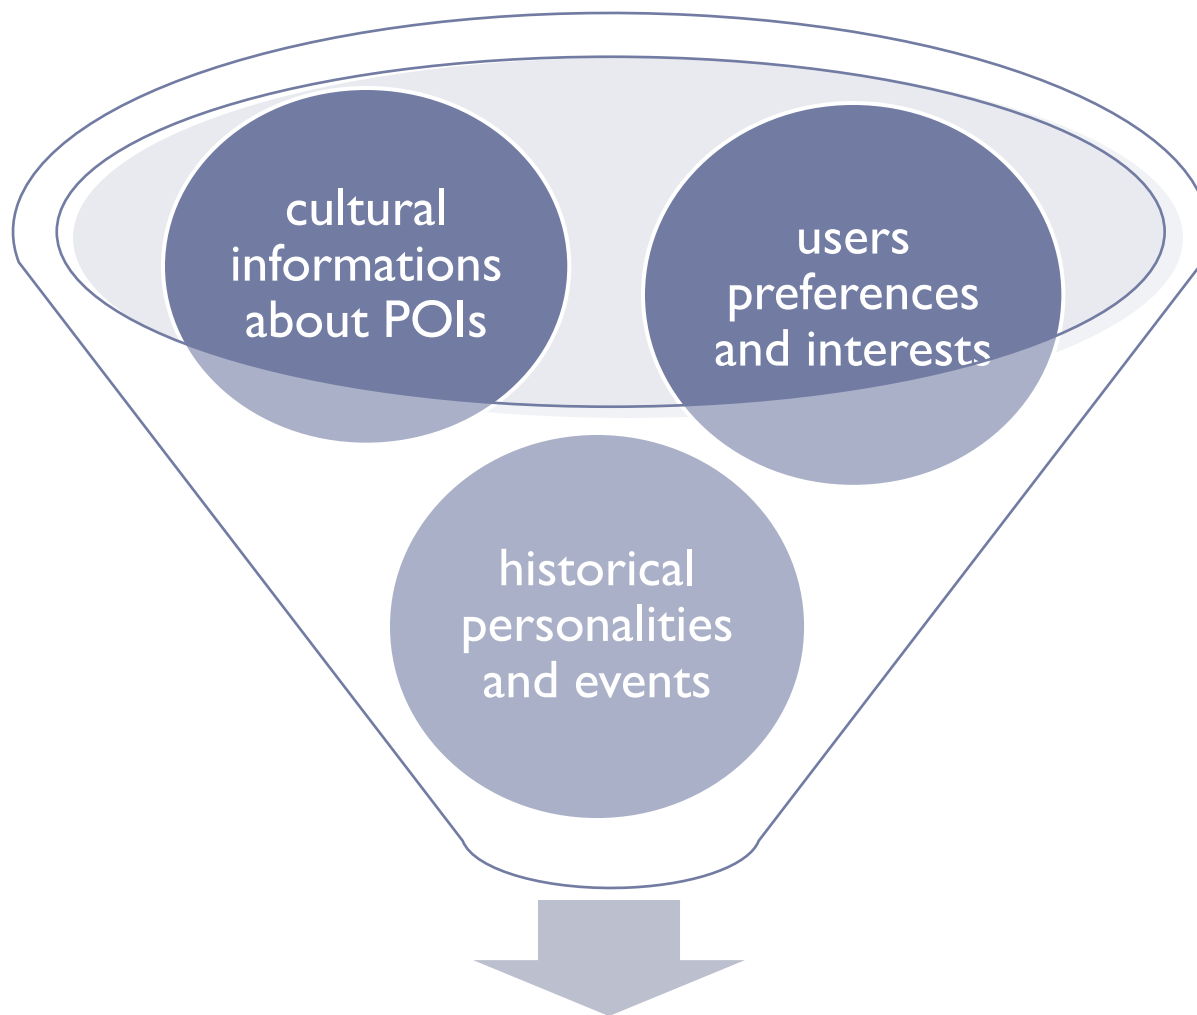 cultural
informations
about POIs
users
preferences
and interests
historical
personalities
and events